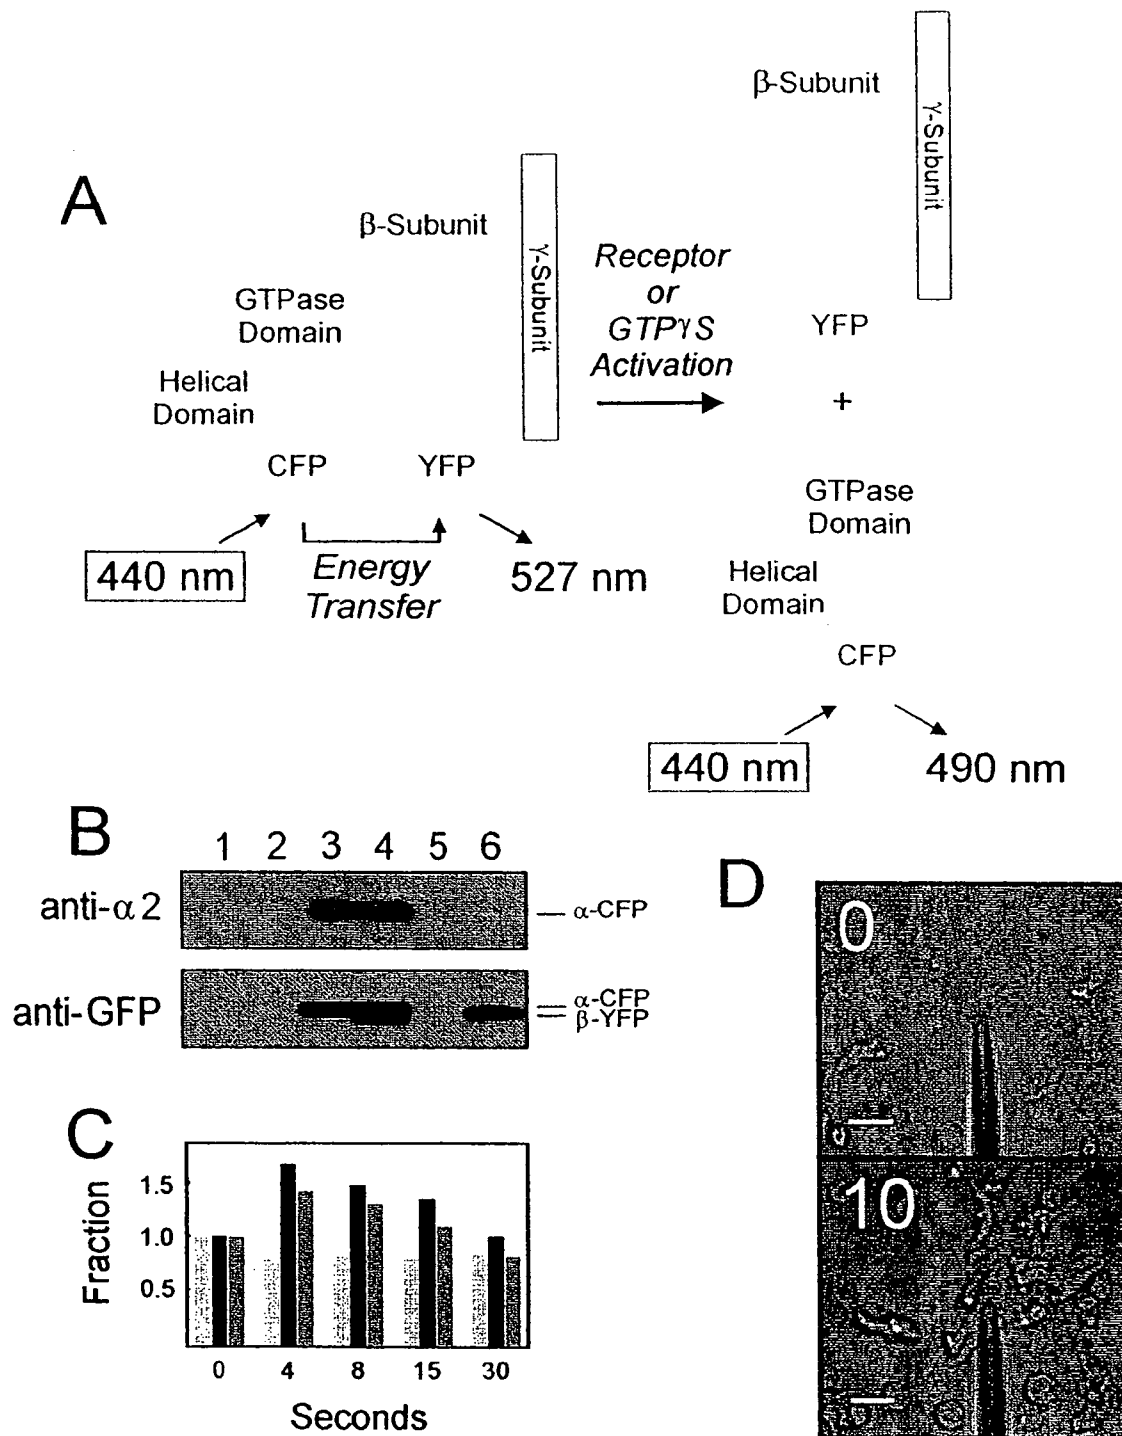 A
β-Subunit
γ-Subunit
GTPase
Domain
Helical
Domain
CFP
YFP
440 nm
Energy
Transfer
527 nm
Receptor
or
GTPγS
Activation
β-Subunit
γ-Subunit
YFP
+
GTPase
Domain
Helical
Domain
CFP
440 nm
490 nm
B
1 2 3 4 5 6
anti-α2
α-CFP
anti-GFP
α-CFP
β-YFP
C
Fraction
1.5
1.0
0.5
0 4 8 15 30
Seconds
D
0
10